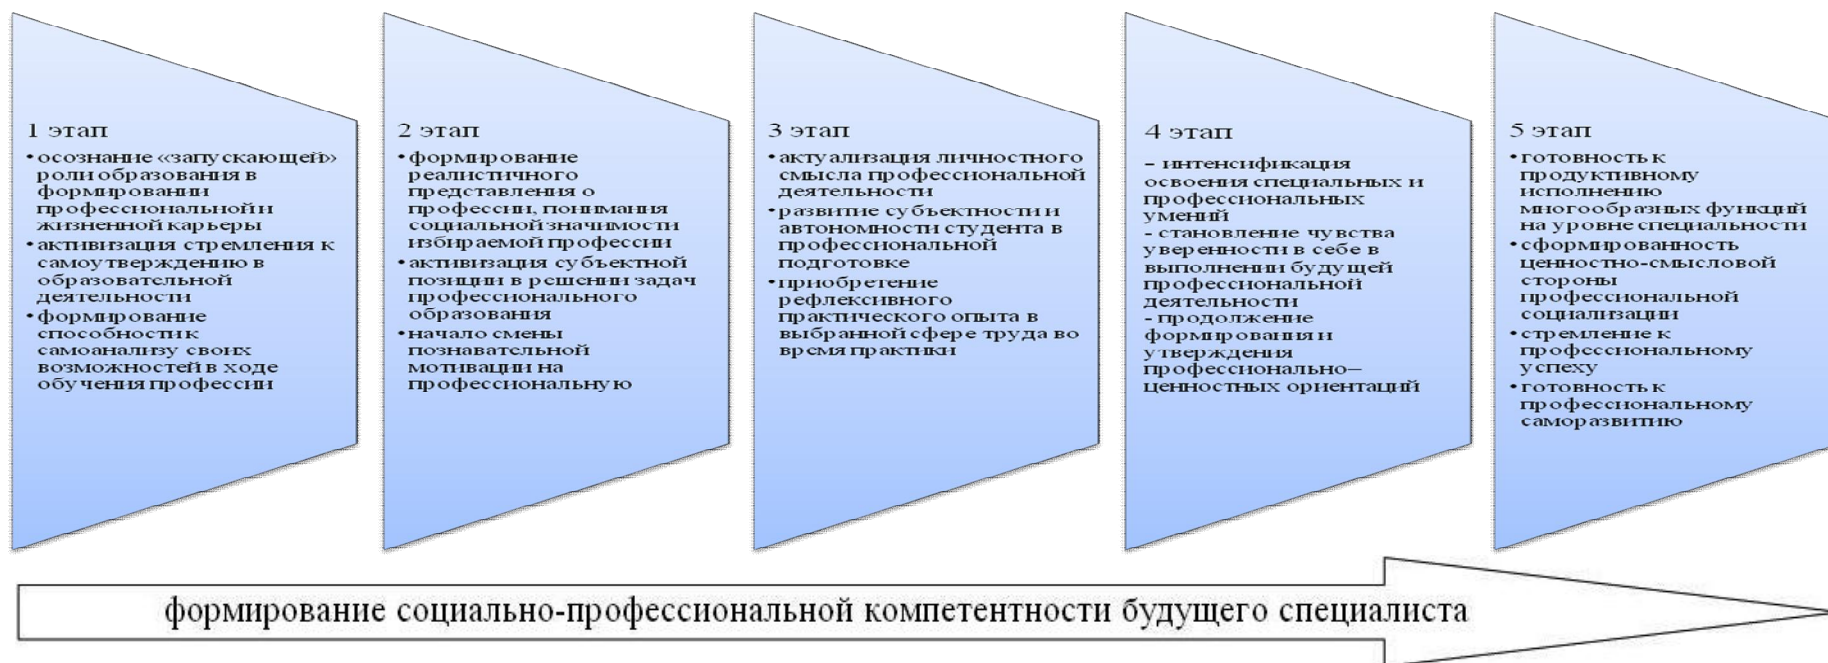 1 этап
•осознание «запускающей»
роли образования в
формировании
профессиональной и
жизненной карьеры
•активизация стремления к
самоутверждению в
образовательной
деятельности
•формирование
способности к
самоанализу своих
возможностей в ходе
обучения профессии
2 этап
•формирование
реалистичного
представления о
профессии, понимания
социальной значимости
избираемой профессии
•активизация субъектной
позиции в решении задач
профессионального
образования
•начало смены
познавательной
мотивации на
профессиональную
3 этап
•актуализация личностного
смысла профессиональной
деятельности
•развитие субъектности и
автономности студента в
профессиональной
подготовке
•приобретение
рефлексивного
практического опыта в
выбранной сфере труда во
время практики
4 этап
– интенсификация
освоения специальных и
профессиональных
умений
- становление чувства
уверенности в себе в
выполнении будущей
профессиональной
деятельности
- продолжение
формирования и
утверждения
профессионально–
ценностных ориентаций
5 этап
•готовность к
продуктивному
исполнению
многообразных функций
на уровне специальности
•сформированность
ценностно-смысловой
стороны
профессиональной
социализации
•стремление к
профессиональному
успеху
•готовность к
профессиональному
саморазвитию
формирование социально-профессиональной компетентности будущего специалиста